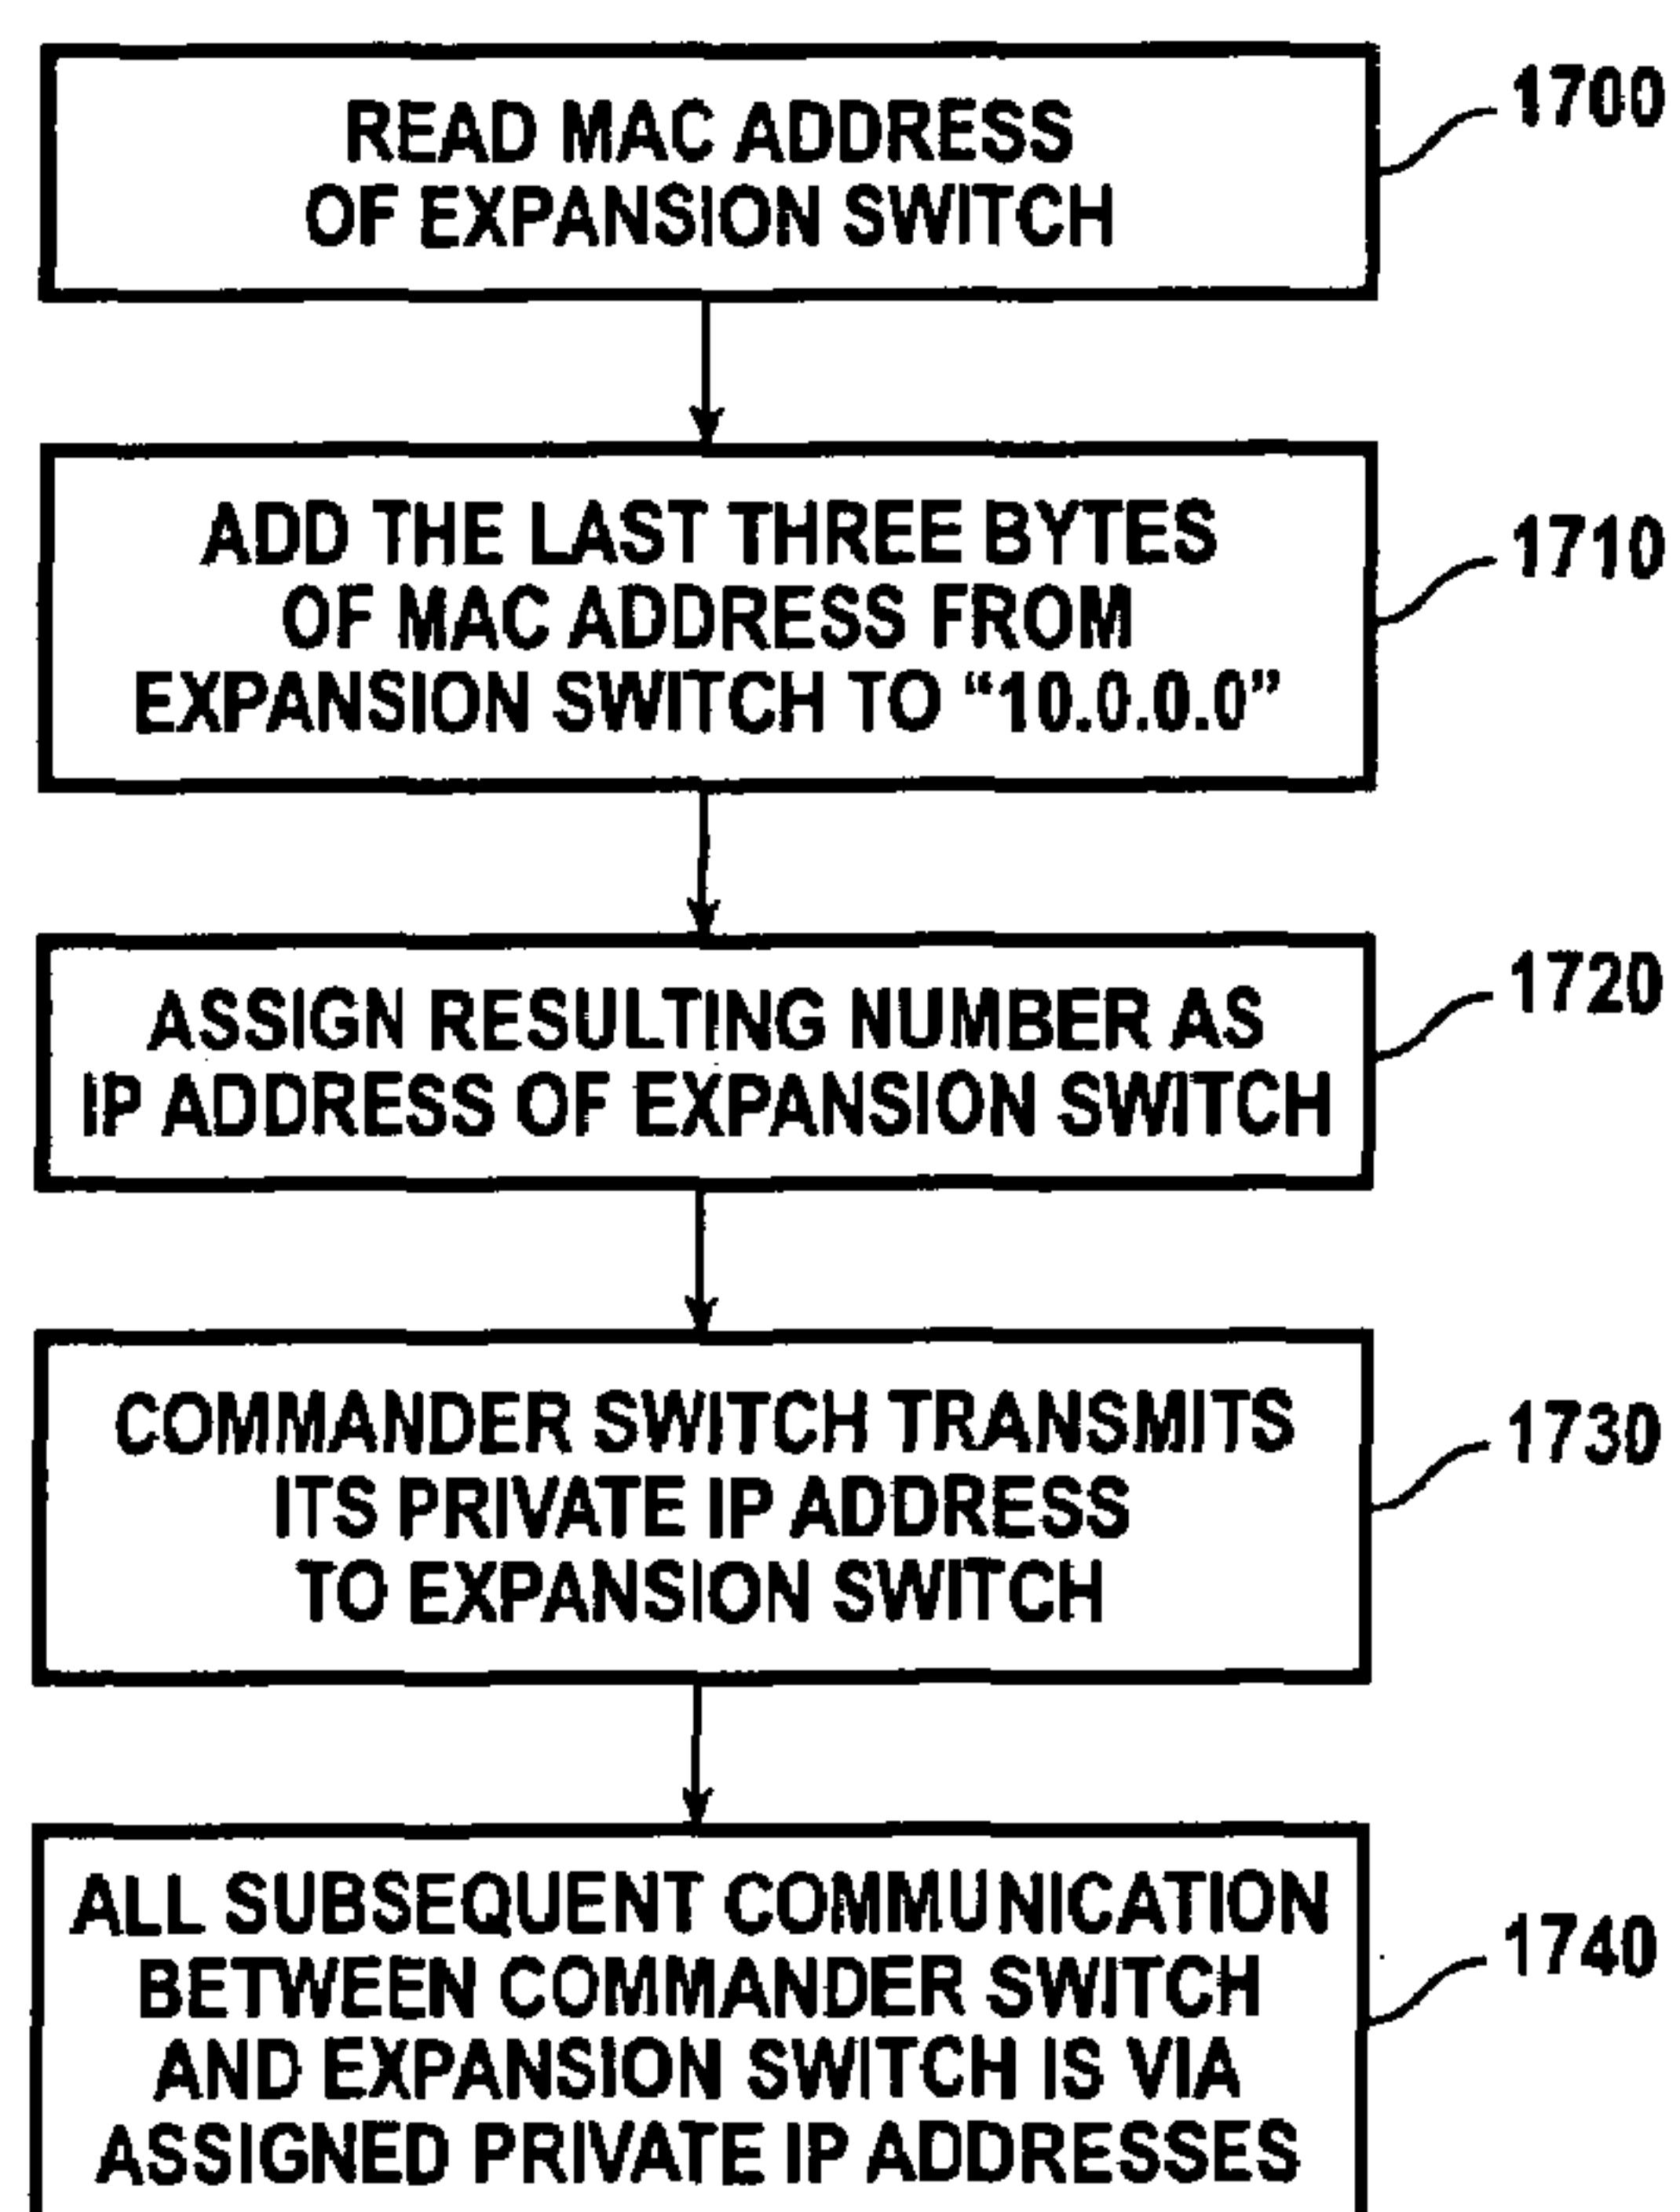 READ MAC ADDRESS
OF EXPANSION SWITCH
1700
ADD THE LAST THREE BYTES
OF MAC ADDRESS FROM
EXPANSION SWITCH TO “10.0.0.0”
1710
ASSIGN RESULTING NUMBER AS
IP ADDRESS OF EXPANSION SWITCH
1720
COMMANDER SWITCH TRANSMITS
ITS PRIVATE IP ADDRESS
TO EXPANSION SWITCH
1730
ALL SUBSEQUENT COMMUNICATION
BETWEEN COMMANDER SWITCH
AND EXPANSION SWITCH IS VIA
ASSIGNED PRIVATE IP ADDRESSES
1740